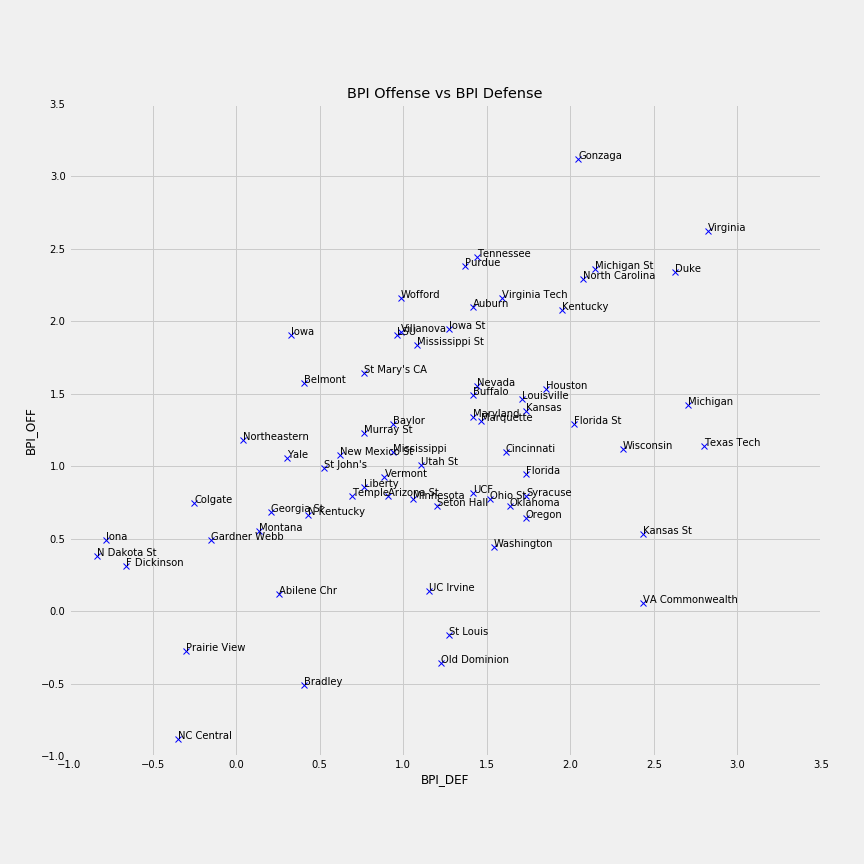 BPI Offense vs BPI Defense
3.5
Gonzaga
3.0
Virginia
2.5
Tennessee
Purdue
Michigan St
Duke
North Carolina
Wofford
Virginia Tech
Auburn
Kentucky
2.0
Iowa St
Villanova
LSU
Iowa
Mississippi St
St Mary's CA
Belmont
Nevada
Houston
1.5
Buffalo
Louisville
Michigan
Kansas
Maryland
Marquette
Baylor
Florida St
Murray St
Northeastern
Texas Tech
Wisconsin
Mississippi
New Mexico St
Cincinnati
Yale
Utah St
St John's
1.0
Vermont
Florida
Liberty
UCF
Temple
Arizona St
Minnesota
Ohio St
Syracuse
Colgate
Seton Hall
Oklahoma
Georgia St
N Kentucky
Oregon
Montana
Kansas St
0.5
Iona
Gardner Webb
Washington
N Dakota St
F Dickinson
UC Irvine
Abilene Chr
VA Commonwealth
0.0
St Louis
Prairie View
Old Dominion
Bradley
−0.5
NC Central
−1.0
BPI_OFF
−1.0 −0.5 0.0 0.5 1.0 1.5 2.0 2.5 3.0 3.5
BPI_DEF